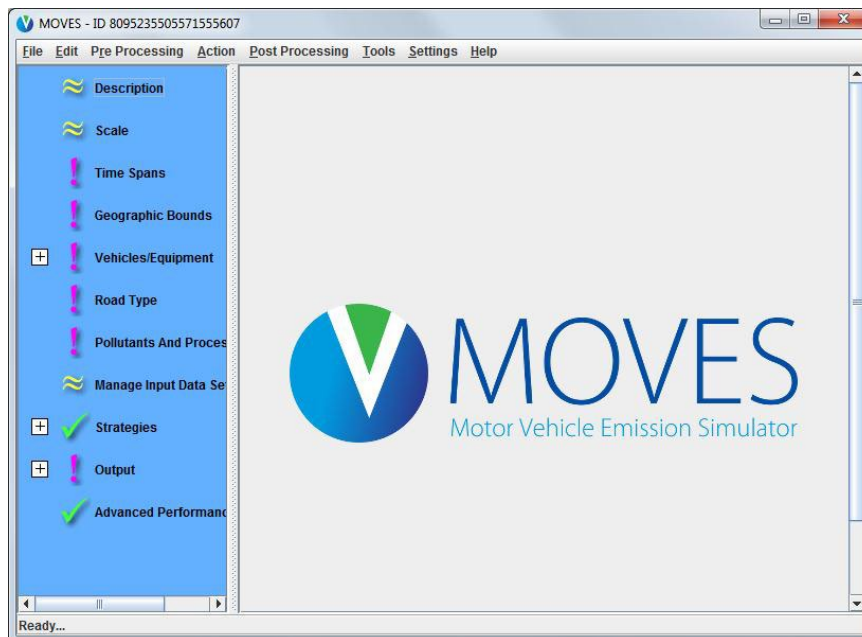 MOVES - ID 8095235505571555607
File Edit Pre Processing Action Post Processing Tools Settings Help
Description
Scale
Time Spans
Geographic Bounds
Vehicles/Equipment
Road Type
Pollutants And Proces
Manage Input Data Se
Strategies
Output
Advanced Performanc
MOVES
Motor Vehicle Emission Simulator
Ready...